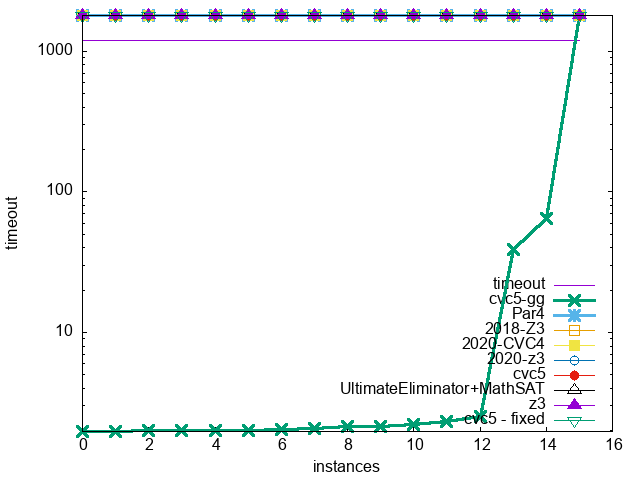 1000
100
10
timeout
timeout
cvc5-gg
Par4
2018-Z3
2020-CVC4
2020-z3
cvc5
UltimateEliminator+MathSAT
z3
cvc5 - fixed
0 2 4 6 8 10 12 14 16
instances